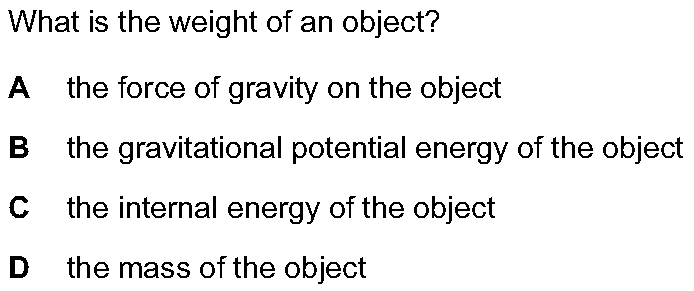 What is the weight of an object?
A the force of gravity on the object
B the gravitational potential energy of the object
C the internal energy of the object
D the mass of the object